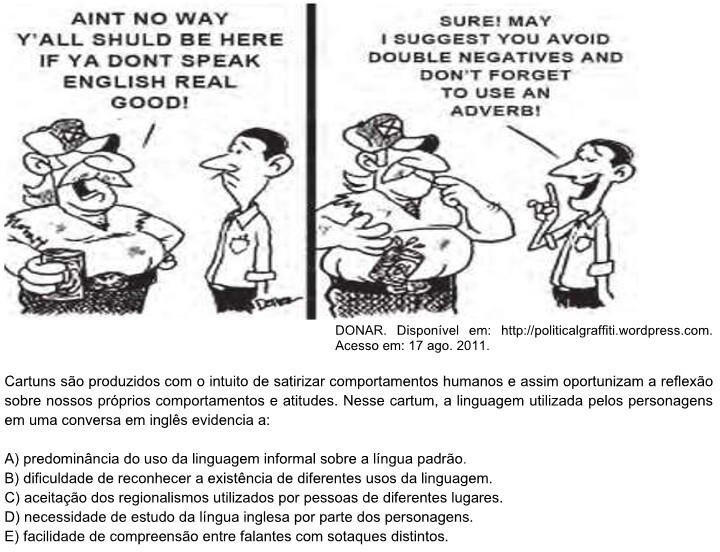 AINT NO WAY
Y'ALL SHULD BE HERE
IF YA DONT SPEAK
ENGLISH REAL
GOOD!
SURE! MAY
I SUGGEST YOU AVOID
DOUBLE NEGATIVES AND
DON'T FORGET
TO USE AN
ADVERB!
DONAR
DONAR. Disponível em: http://politicalgraffiti.wordpress.com.
Acesso em: 17 ago. 2011.
Cartuns são produzidos com o intuito de satirizar comportamentos humanos e assim oportunizam a reflexão
sobre nossos próprios comportamentos e atitudes. Nesse cartum, a linguagem utilizada pelos personagens
em uma conversa em inglês evidencia a:
A) predominância do uso da linguagem informal sobre a língua padrão.
B) dificuldade de reconhecer a existência de diferentes usos da linguagem.
C) aceitação dos regionalismos utilizados por pessoas de diferentes lugares.
D) necessidade de estudo da língua inglesa por parte dos personagens.
E) facilidade de compreensão entre falantes com sotaques distintos.